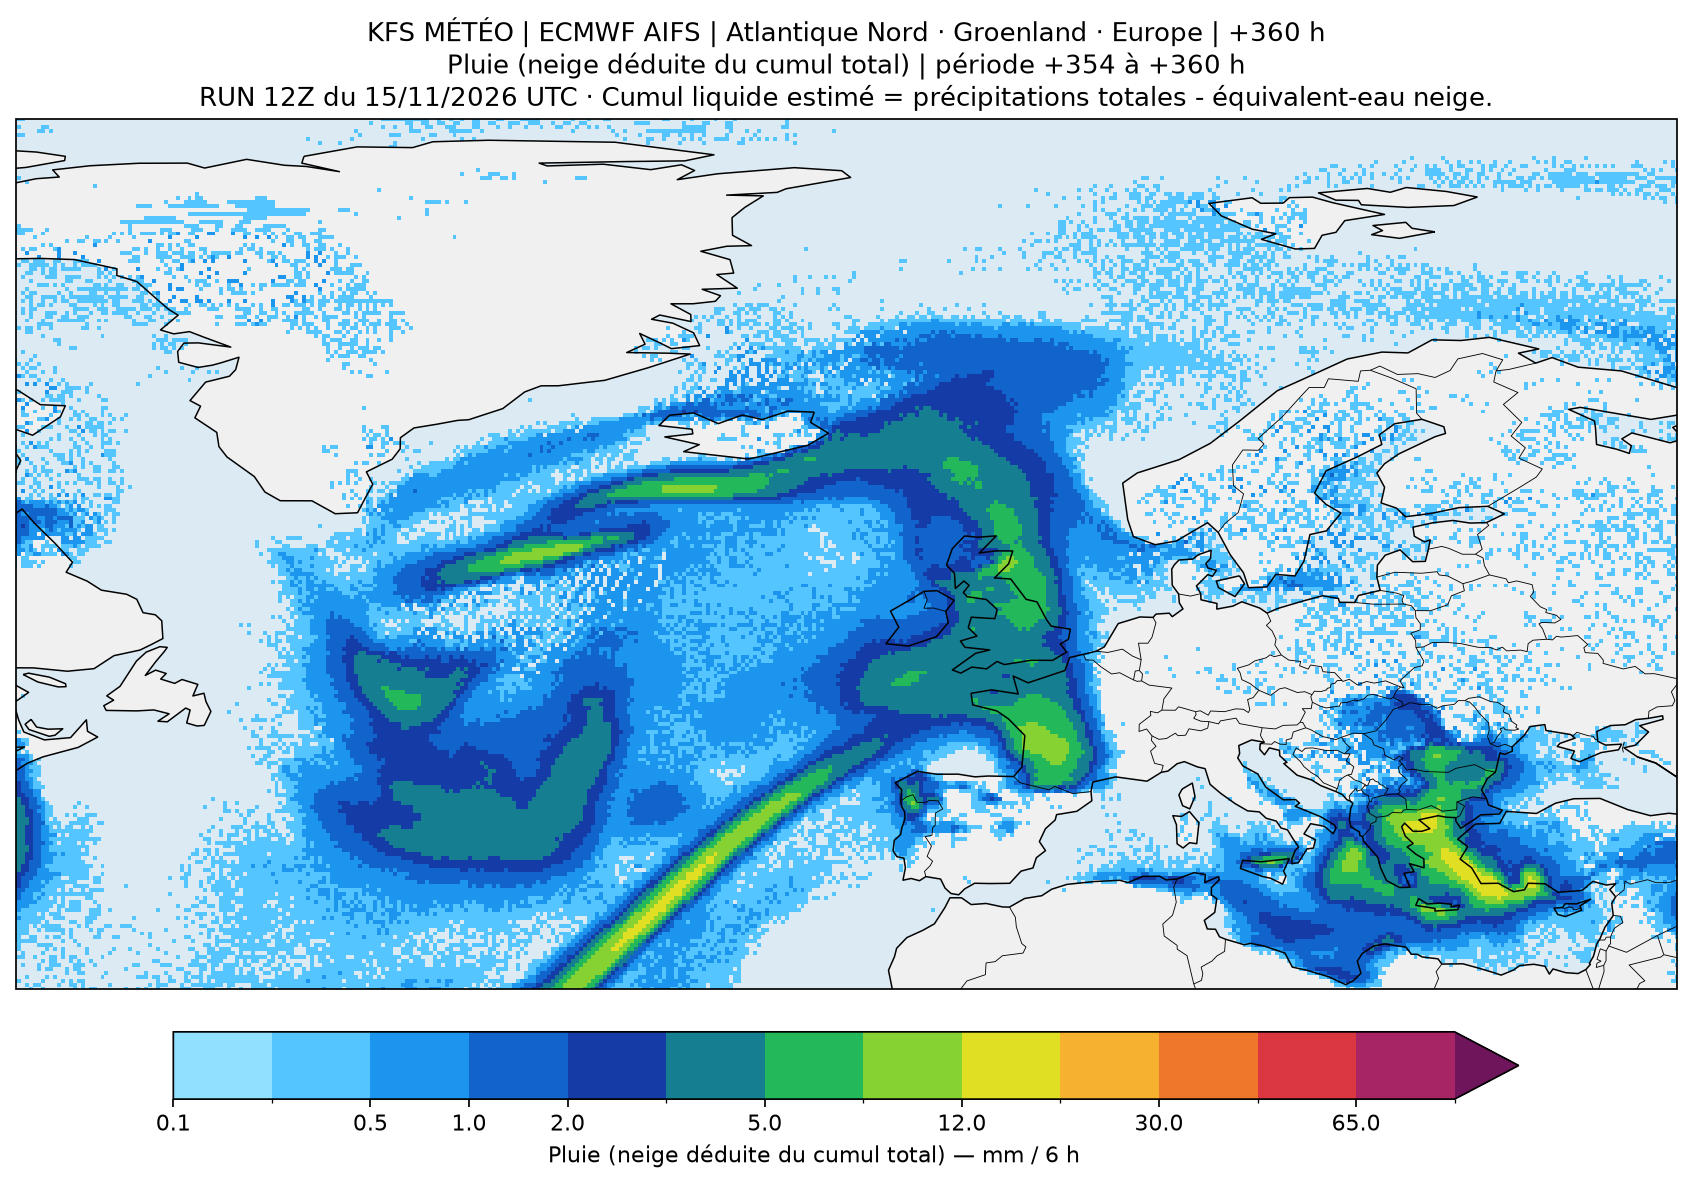 KFS MÉTÉO | ECMWF AIFS | Atlantique Nord · Groenland · Europe | +360 h
Pluie (neige déduite du cumul total) | période +354 à +360 h
RUN 12Z du 15/11/2026 UTC · Cumul liquide estimé = précipitations totales - équivalent-eau neige.
0.1 0.5 1.0 2.0 5.0 12.0 30.0 65.0
Pluie (neige déduite du cumul total) — mm / 6 h